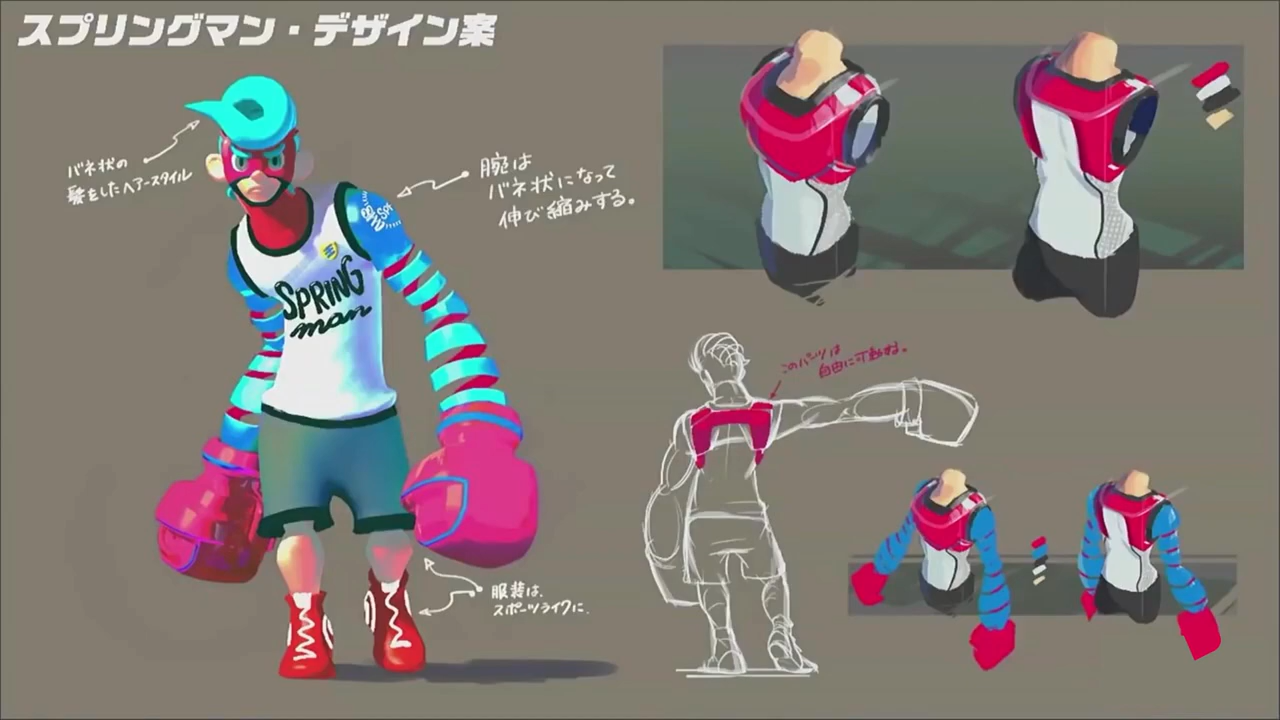 スプリングマン・デザイン案
バネ状の
髪をしたヘアースタイル
腕は
バネ状になって
伸び縮みする。
SPRING
man
このパーツは
自由に可動する。
服装は、
スポーツライクに。